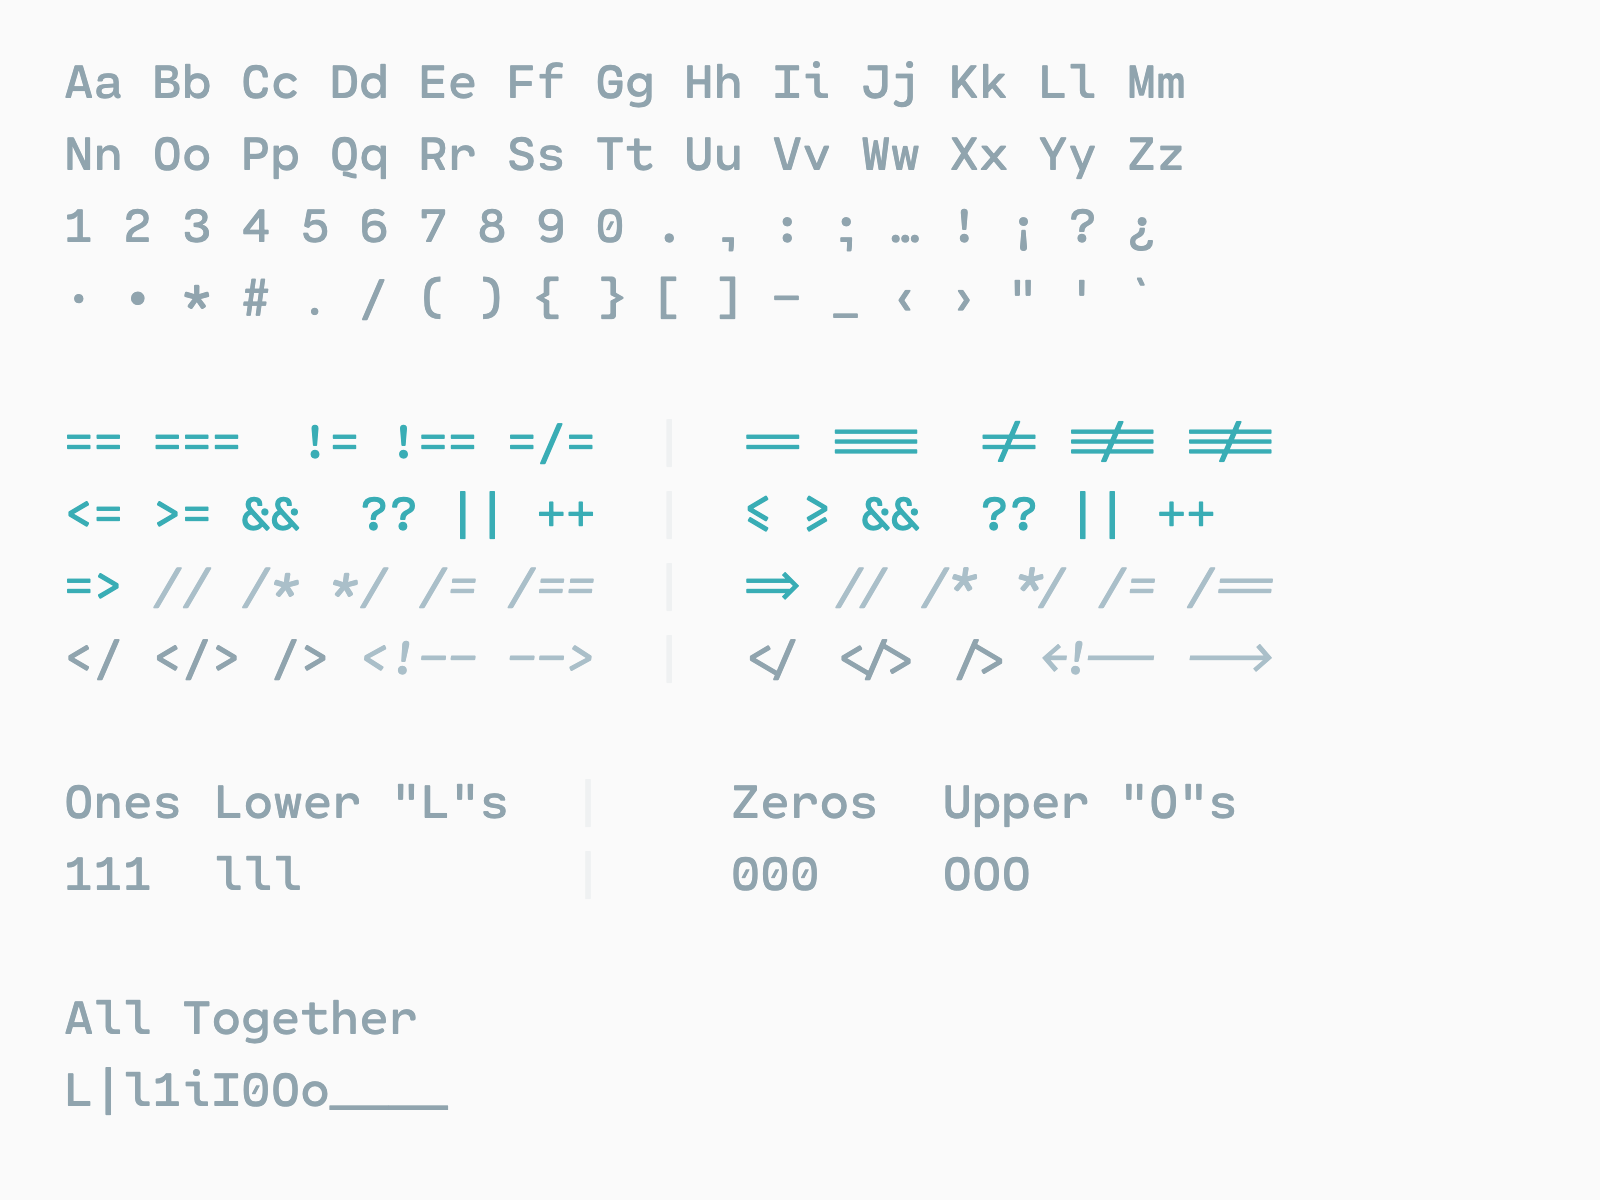 Aa Bb Cc Dd Ee Ff Gg Hh Ii Jj Kk Ll Mm
Nn Oo Pp Qq Rr Ss Tt Uu Vv Ww Xx Yy Zz
1 2 3 4 5 6 7 8 9 0 . , : ; … ! ¡ ? ¿
· • * # . / ( ) { } [ ] – _ ‹ › " ' `
== === != !== =/= | == === != !== =/=
<= >= && ?? || ++ | <= >= && ?? || ++
=> // /* */ /= /== | => // /* */ /= /==
</ </> /> <!-- --> | </ </> /> <!-- -->
Ones Lower "L"s | Zeros Upper "O"s
111 lll | 000 OOO
All Together
L|l1iI0Oo____